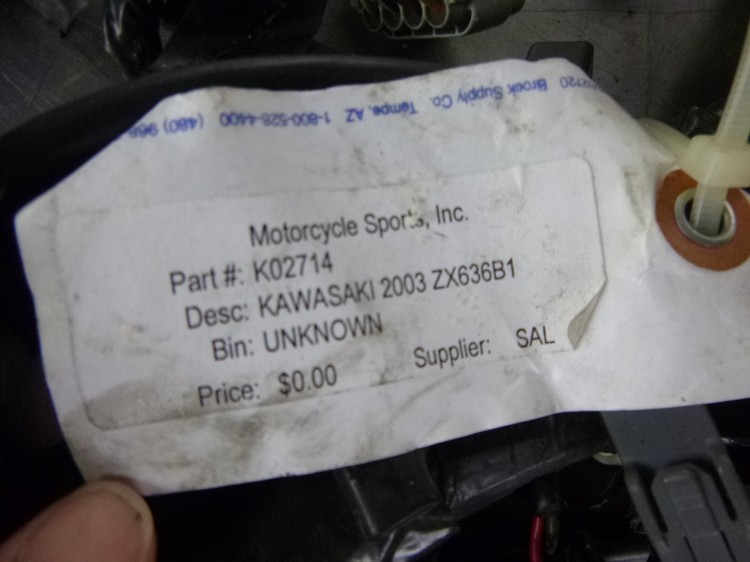 Brook Supply Co. Tempe, AZ 1-800-528-4400 (480) 968
Motorcycle Sports, Inc.
Part #: K02714
Desc: KAWASAKI 2003 ZX636B1
Bin: UNKNOWN
Price: $0.00 Supplier: SAL